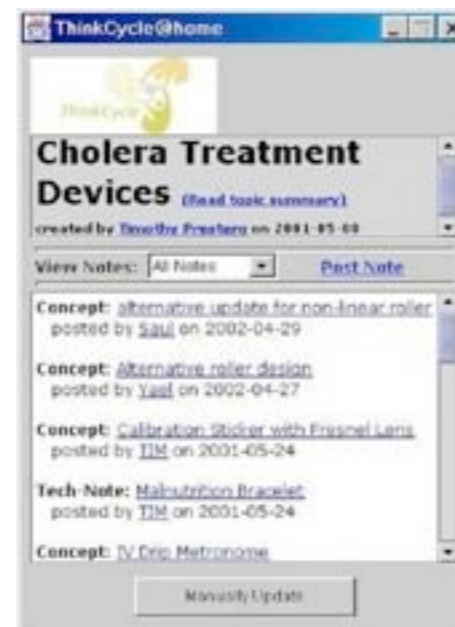 ThinkCycle@home
ThinkCycle
Cholera Treatment
Devices (Read topic summary)
created by Timothy Prestero on 2001-05-08
View Notes: All Notes Post Note
Concept: alternative update for non-linear roller
posted by Saul on 2002-04-29
Concept: Alternative roller design
posted by Yael on 2002-04-27
Concept: Calibration Sticker with Fresnel Lens
posted by TIM on 2001-05-24
Tech-Note: Malnutrition Bracelet
posted by TIM on 2001-05-24
Concept: IV Drip Metronome
Manually Update